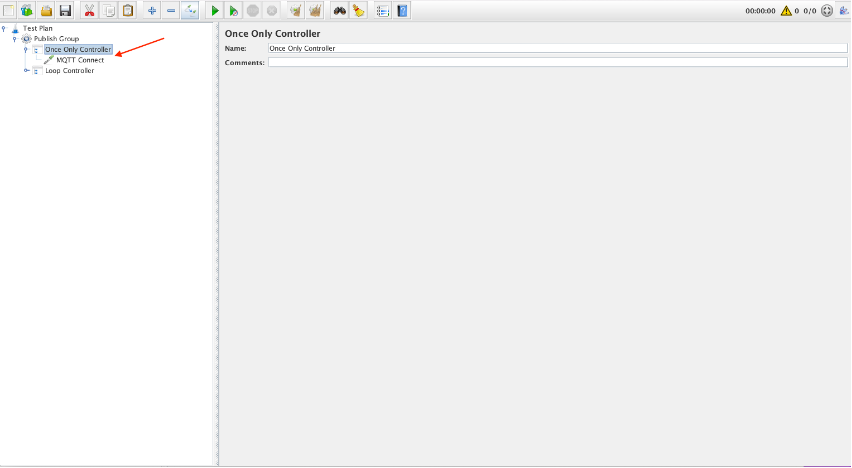 00:00:00 0 0/0
Test Plan
Publish Group
Once Only Controller
MQTT Connect
Loop Controller
Once Only Controller
Name: Once Only Controller
Comments: